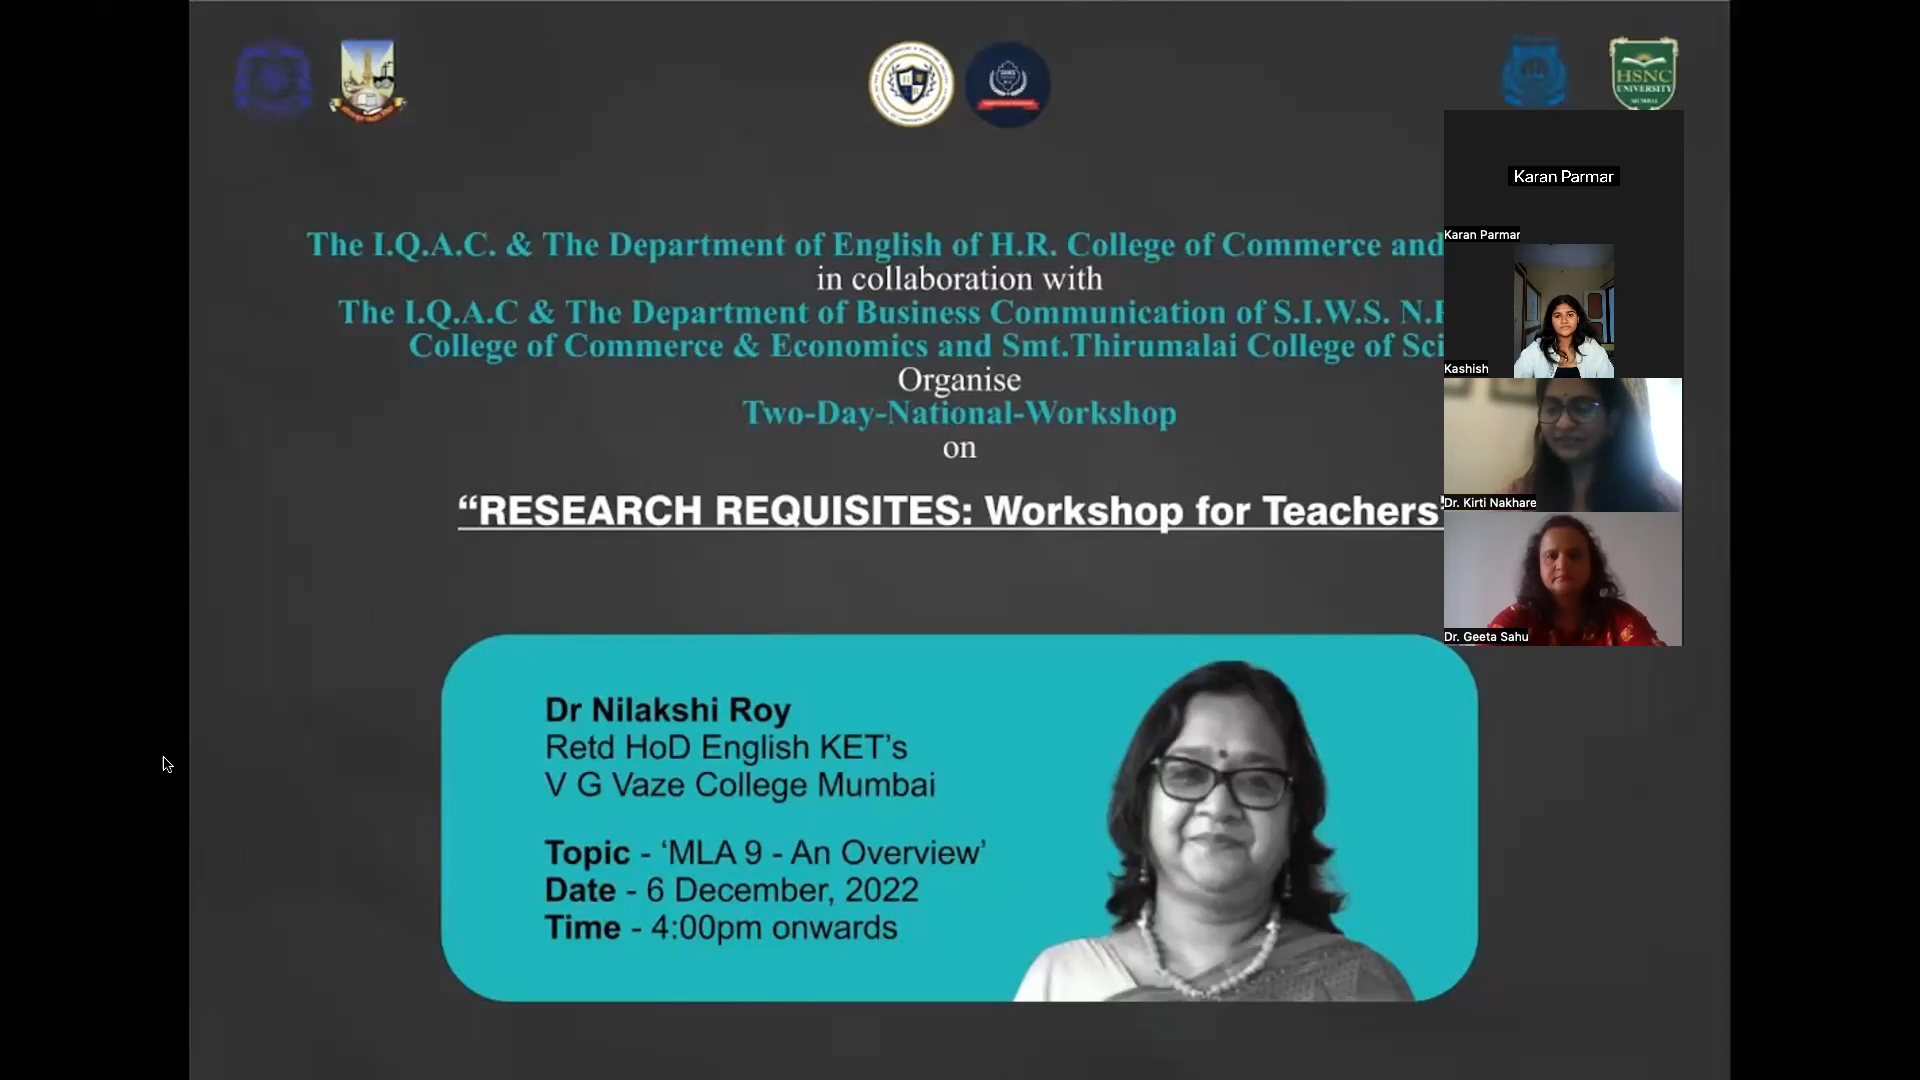 HSNC
UNIVERSITY
MUMBAI
The I.Q.A.C. & The Department of English of H.R. College of Commerce and
in collaboration with
The I.Q.A.C & The Department of Business Communication of S.I.W.S. N.
College of Commerce & Economics and Smt.Thirumalai College of Sci
Organise
Two-Day-National-Workshop
on
“RESEARCH REQUISITES: Workshop for Teachers”
Karan Parmar
Karan Parmar
Kashish
Dr. Kirti Nakhare
Dr. Geeta Sahu
Dr Nilakshi Roy
Retd HoD English KET’s
V G Vaze College Mumbai
Topic - ‘MLA 9 - An Overview’
Date - 6 December, 2022
Time - 4:00pm onwards